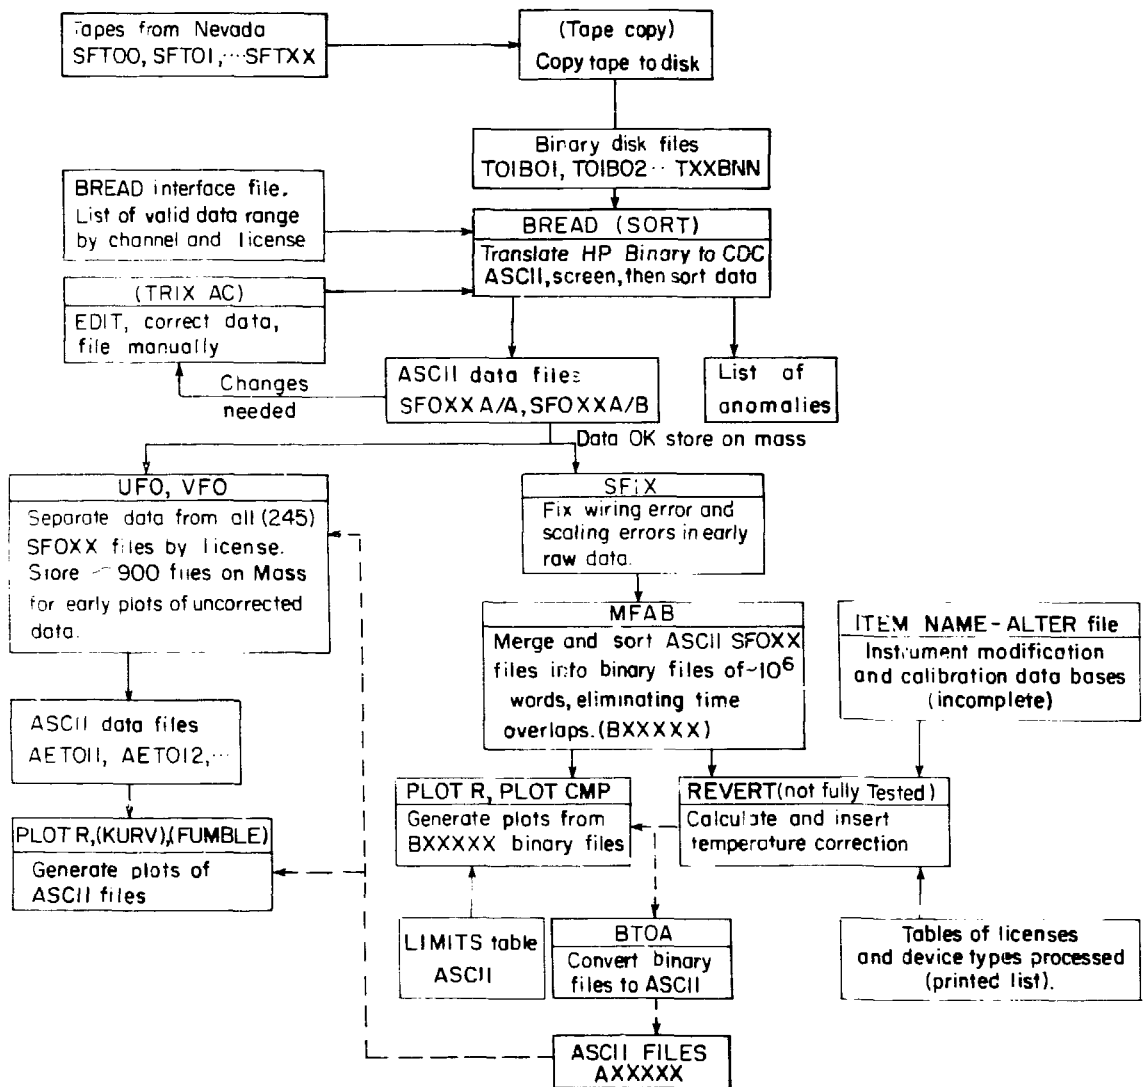 Tapes from Nevada
SFT00, SFT01, ··· SFTXX
(Tape copy)
Copy tape to disk
Binary disk files
T01B01, T01B02 ·· TXXBNN
BREAD interface file.
List of valid data range
by channel and license
BREAD (SORT)
Translate HP Binary to CDC
ASCII, screen, then sort data
(TRIX AC)
EDIT, correct data,
file manually
Changes
needed
ASCII data files
SFOXX A/A, SFOXXA/B
List of
anomalies
Data OK store on mass
UFO, VFO
Separate data from all (245)
SFOXX files by license.
Store ~ 900 files on Mass
for early plots of uncorrected
data.
SFIX
Fix wiring error and
scaling errors in early
raw data.
MFAB
Merge and sort ASCII SFOXX
files into binary files of ~10⁶
words, eliminating time
overlaps. (BXXXXX)
ITEM NAME-ALTER file
Instrument modification
and calibration data bases
(incomplete)
ASCII data files
AET011, AET012, ···
PLOT R, PLOT CMP
Generate plots from
BXXXXX binary files
REVERT (not fully Tested)
Calculate and insert
temperature correction
PLOT R, (KURV), (FUMBLE)
Generate plots of
ASCII files
LIMITS table
ASCII
BTOA
Convert binary
files to ASCII
Tables of licenses
and device types processed
(printed list).
ASCII FILES
AXXXXX